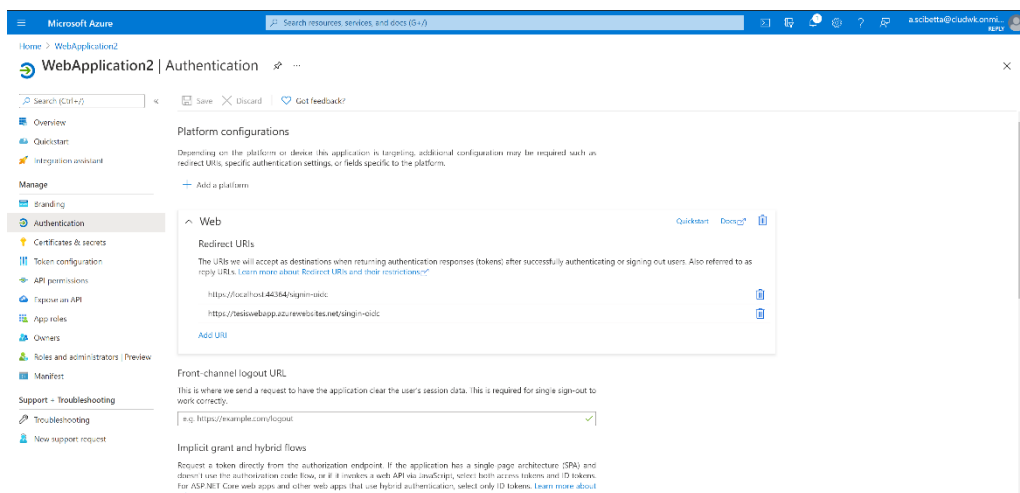 Microsoft Azure
Search resources, services, and docs (G+/)
1
a.scibetta@cludwk.onmi...
REPLY
Home > WebApplication2
WebApplication2 | Authentication
Search (Ctrl+/)
Save Discard Got feedback?
Overview
Quickstart
Integration assistant
Manage
Branding
Authentication
Certificates & secrets
Token configuration
API permissions
Expose an API
App roles
Owners
Roles and administrators | Preview
Manifest
Support + Troubleshooting
Troubleshooting
New support request
Platform configurations
Depending on the platform or device this application is targeting, additional configuration may be required such as
redirect URIs, specific authentication settings, or fields specific to the platform.
+ Add a platform
Web
Quickstart Docs
Redirect URIs
The URIs we will accept as destinations when returning authentication responses (tokens) after successfully authenticating or signing out users. Also referred to as
reply URLs. Learn more about Redirect URIs and their restrictions
https://localhost:44364/signin-oidc
https://tesiswebapp.azurewebsites.net/singin-oidc
Add URI
Front-channel logout URL
This is where we send a request to have the application clear the user's session data. This is required for single sign-out to
work correctly.
e.g. https://example.com/logout
Implicit grant and hybrid flows
Request a token directly from the authorization endpoint. If the application has a single page architecture (SPA) and
doesn't use the authorization code flow, or if it invokes a web API via JavaScript, select both access tokens and ID tokens.
For ASP.NET Core web apps and other web apps that use hybrid authentication, select only ID tokens. Learn more about